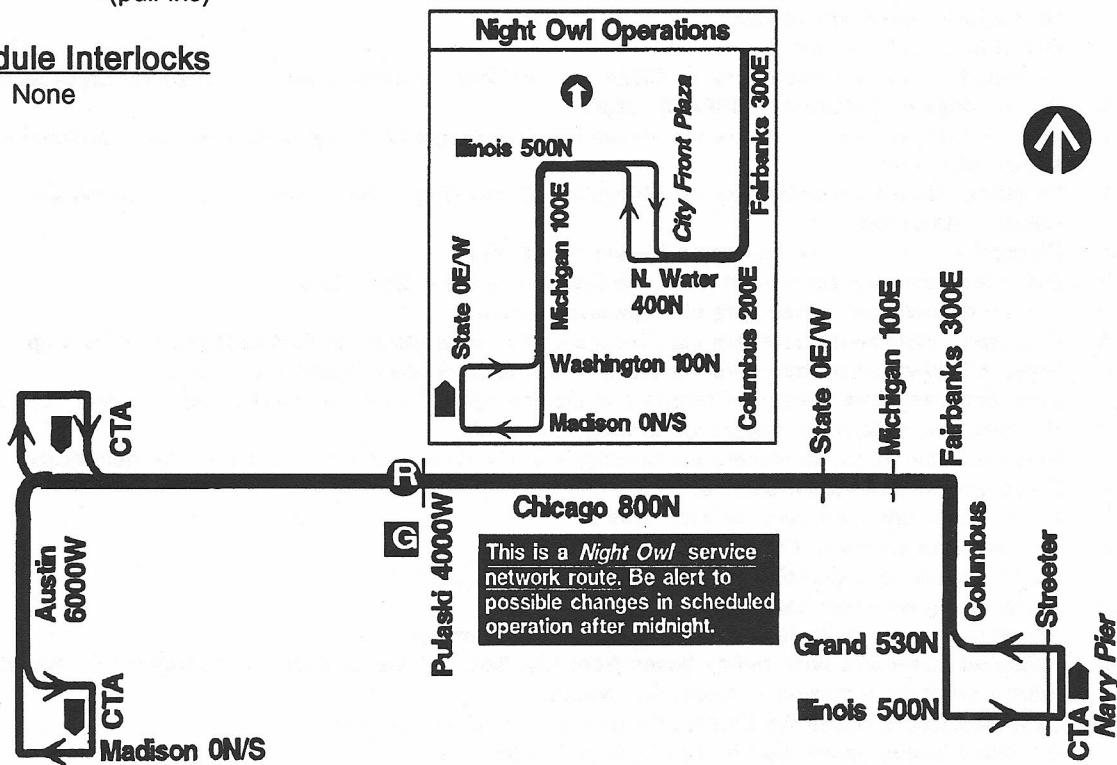 (pull-ins)
dule Interlocks
None
Night Owl Operations
Illinois 500N
City Front Plaza
Fairbanks 300E
Michigan 100E
State 0E/W
N. Water
400N
Columbus 200E
Washington 100N
Madison 0N/S
CTA
State 0E/W
Michigan 100E
Fairbanks 300E
R
Chicago 800N
G
Pulaski 4000W
Austin
6000W
This is a Night Owl service
network route. Be alert to
possible changes in scheduled
operation after midnight.
Columbus
Streeter
Grand 530N
Illinois 500N
CTA
Navy Pier
CTA
Madison 0N/S